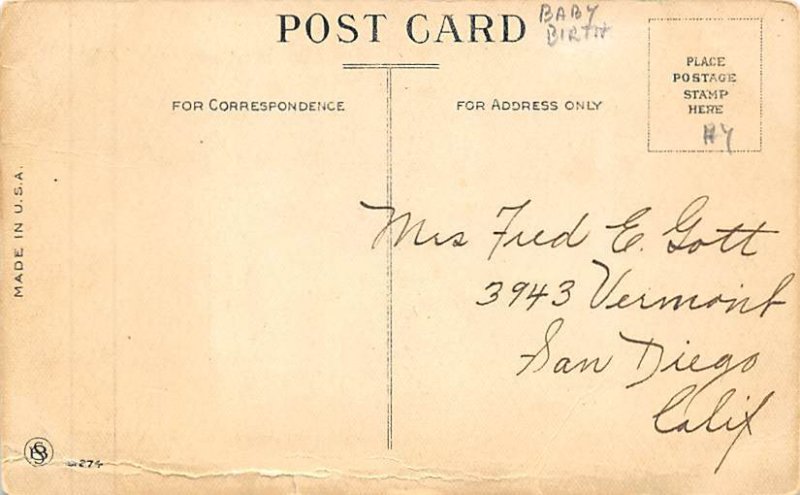 POST CARD
BABY
BIRTH
FOR CORRESPONDENCE
FOR ADDRESS ONLY
PLACE
POSTAGE
STAMP
HERE
MADE IN U.S.A.
Mrs Fred E. Gott
3943 Vermont
San Diego
Calif